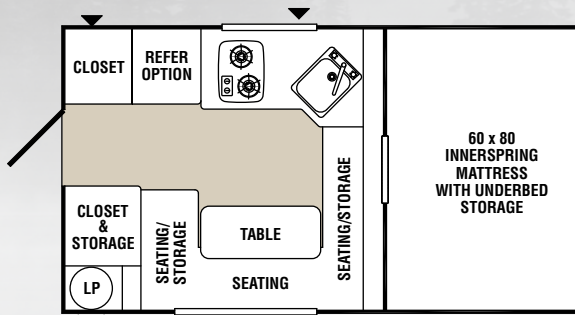 CLOSET
REFER
OPTION
60 x 80
INNERSPRING
MATTRESS
WITH UNDERBED
STORAGE
CLOSET
&
STORAGE
SEATING/
STORAGE
TABLE
SEATING/STORAGE
SEATING
LP